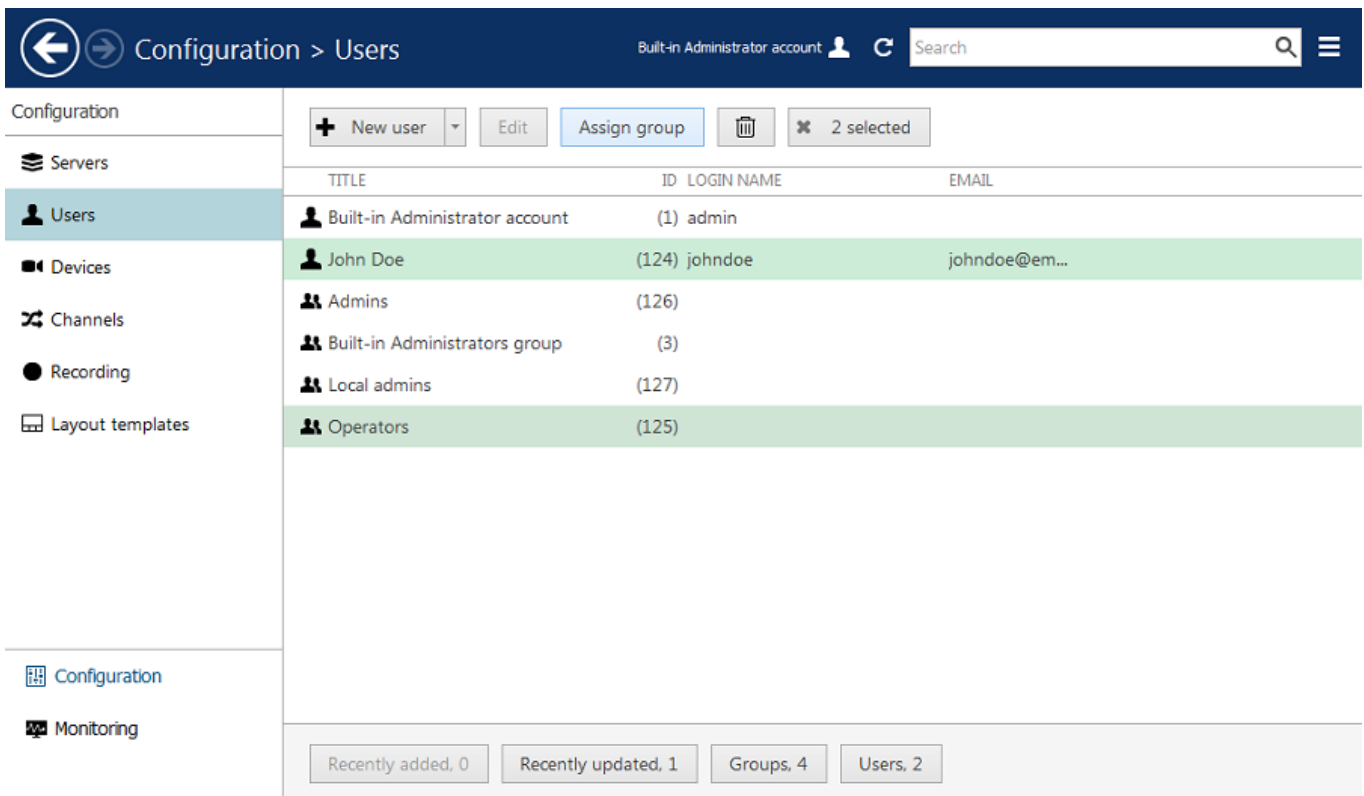 Configuration > Users
Built-in Administrator account
Search
Configuration
Servers
Users
Devices
Channels
Recording
Layout templates
Configuration
Monitoring
New user
Edit
Assign group
2 selected
TITLE ID LOGIN NAME EMAIL
Built-in Administrator account (1) admin
John Doe (124) johndoe johndoe@em...
Admins (126)
Built-in Administrators group (3)
Local admins (127)
Operators (125)
Recently added, 0
Recently updated, 1
Groups, 4
Users, 2